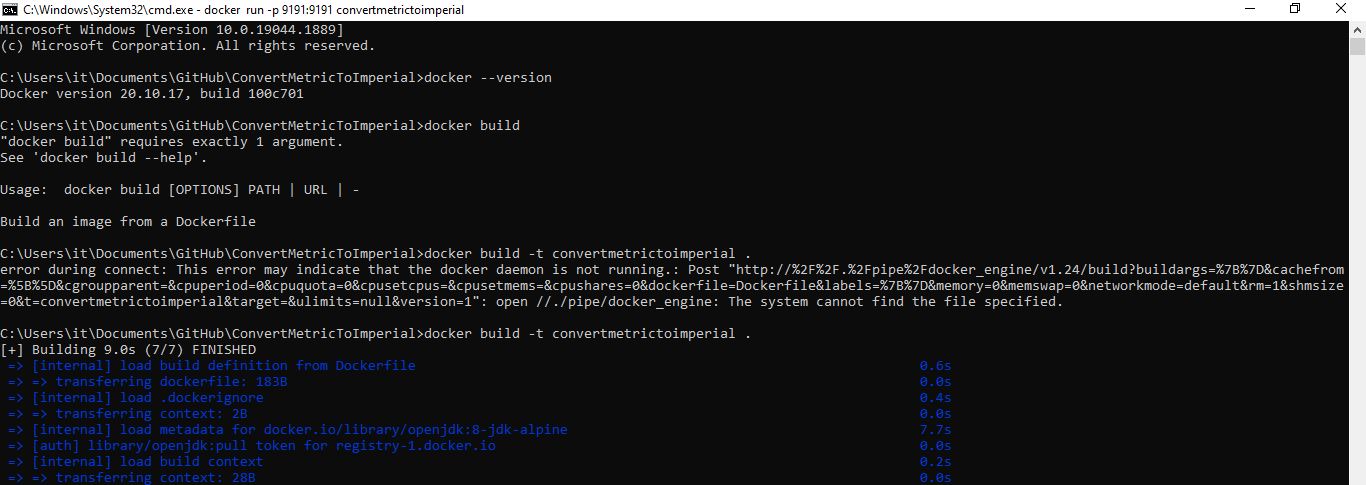 C:\Windows\System32\cmd.exe - docker run -p 9191:9191 convertmetrictoimperial
Microsoft Windows [Version 10.0.19044.1889]
(c) Microsoft Corporation. All rights reserved.
C:\Users\it\Documents\GitHub\ConvertMetricToImperial>docker --version
Docker version 20.10.17, build 100c701
C:\Users\it\Documents\GitHub\ConvertMetricToImperial>docker build
"docker build" requires exactly 1 argument.
See 'docker build --help'.
Usage:  docker build [OPTIONS] PATH | URL | -
Build an image from a Dockerfile
C:\Users\it\Documents\GitHub\ConvertMetricToImperial>docker build -t convertmetrictoimperial .
error during connect: This error may indicate that the docker daemon is not running.: Post "http://%2F%2F.%2Fpipe%2Fdocker_engine/v1.24/build?buildargs=%7B%7D&cachefrom
=%5B%5D&cgroupparent=&cpuperiod=0&cpuquota=0&cpusetcpus=&cpusetmems=&cpushares=0&dockerfile=Dockerfile&labels=%7B%7D&memory=0&memswap=0&networkmode=default&rm=1&shmsize
=0&t=convertmetrictoimperial&target=&ulimits=null&version=1": open //./pipe/docker_engine: The system cannot find the file specified.
C:\Users\it\Documents\GitHub\ConvertMetricToImperial>docker build -t convertmetrictoimperial .
[+] Building 9.0s (7/7) FINISHED
=> [internal] load build definition from Dockerfile 0.6s
=> => transferring dockerfile: 183B 0.0s
=> [internal] load .dockerignore 0.4s
=> => transferring context: 2B 0.0s
=> [internal] load metadata for docker.io/library/openjdk:8-jdk-alpine 7.7s
=> [auth] library/openjdk:pull token for registry-1.docker.io 0.0s
=> [internal] load build context 0.2s
=> => transferring context: 28B 0.0s